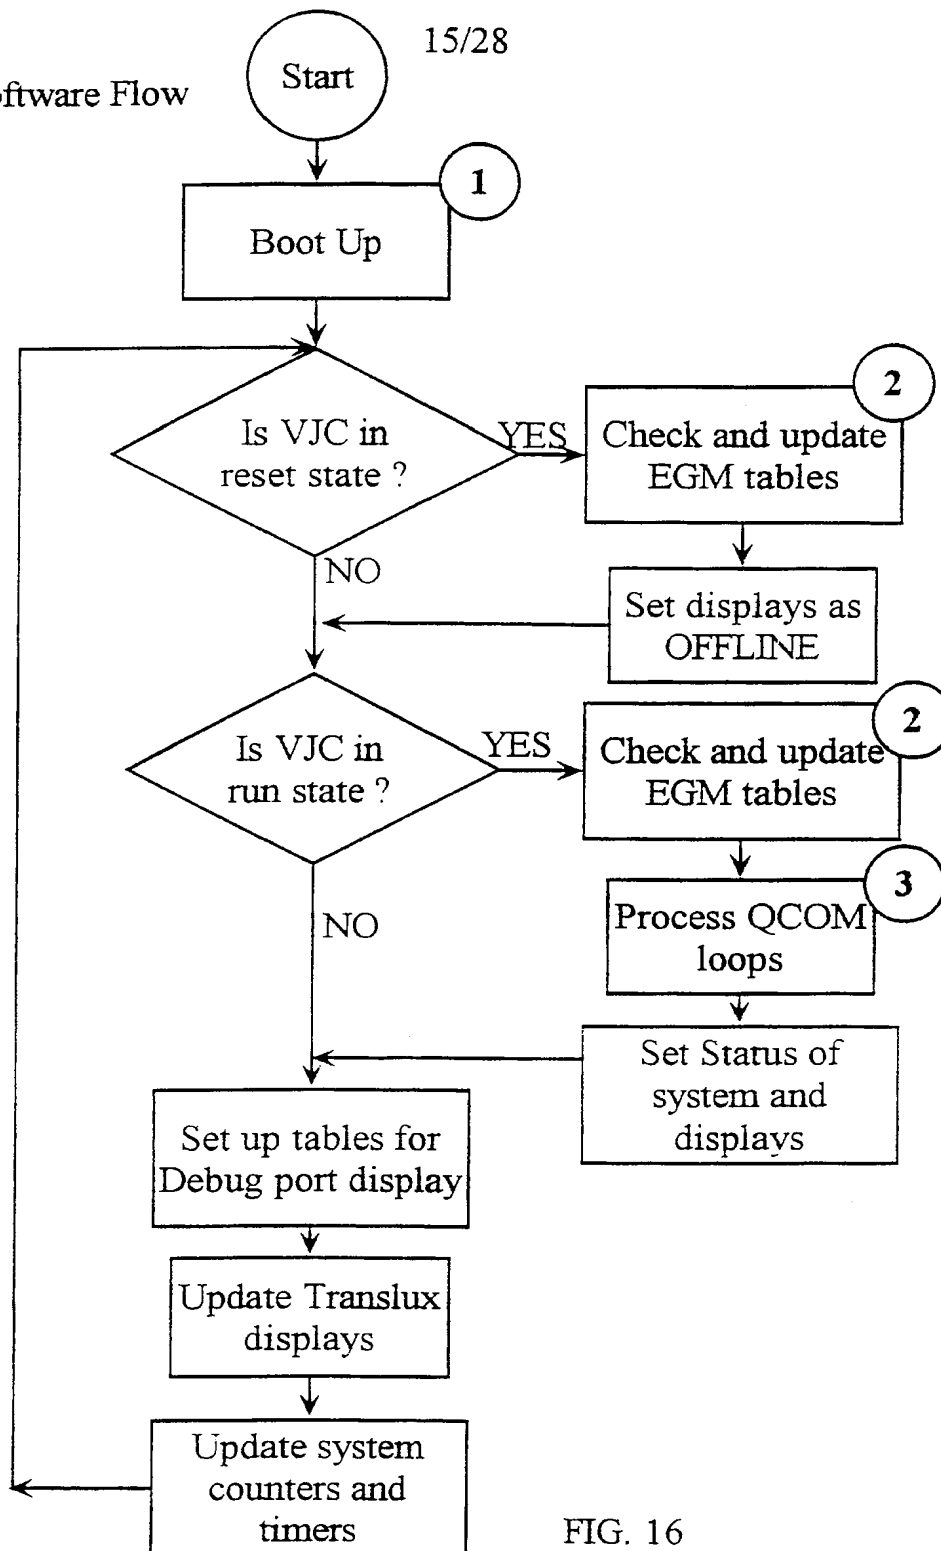 15/28
oftware Flow
Start
1
Boot Up
2
Is VJC in
reset state ?
YES
Check and update
EGM tables
NO
Set displays as
OFFLINE
2
Is VJC in
run state ?
YES
Check and update
EGM tables
3
NO
Process QCOM
loops
Set Status of
system and
displays
Set up tables for
Debug port display
Update Translux
displays
Update system
counters and
timers
FIG. 16